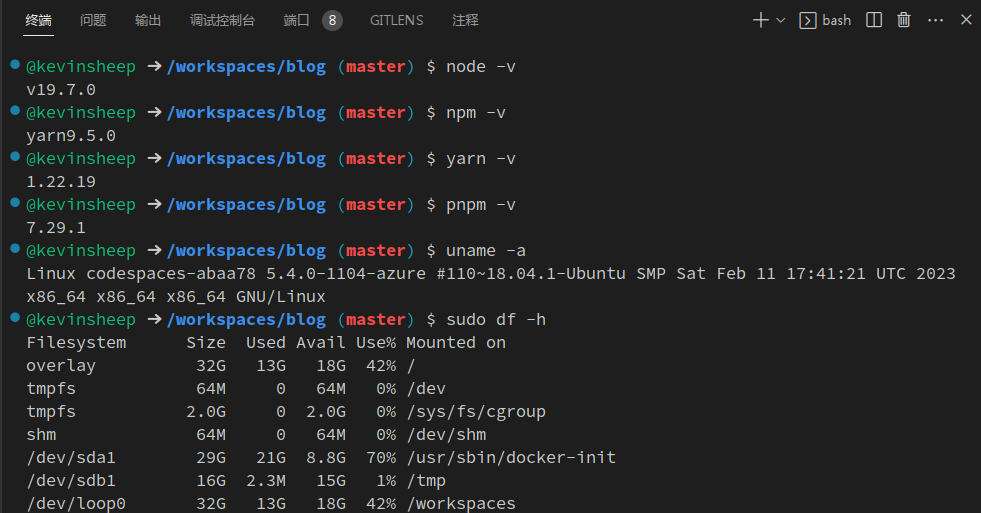 终端 问题 输出 调试控制台 端口 8 GITLENS 注释 bash
@kevinsheep → /workspaces/blog (master) $ node -v
v19.7.0
@kevinsheep → /workspaces/blog (master) $ npm -v
yarn9.5.0
@kevinsheep → /workspaces/blog (master) $ yarn -v
1.22.19
@kevinsheep → /workspaces/blog (master) $ pnpm -v
7.29.1
@kevinsheep → /workspaces/blog (master) $ uname -a
Linux codespaces-abaa78 5.4.0-1104-azure #110~18.04.1-Ubuntu SMP Sat Feb 11 17:41:21 UTC 2023
x86_64 x86_64 x86_64 GNU/Linux
@kevinsheep → /workspaces/blog (master) $ sudo df -h
Filesystem Size Used Avail Use% Mounted on
overlay 32G 13G 18G 42% /
tmpfs 64M 0 64M 0% /dev
tmpfs 2.0G 0 2.0G 0% /sys/fs/cgroup
shm 64M 0 64M 0% /dev/shm
/dev/sda1 29G 21G 8.8G 70% /usr/sbin/docker-init
/dev/sdb1 16G 2.3M 15G 1% /tmp
/dev/loop0 32G 13G 18G 42% /workspaces